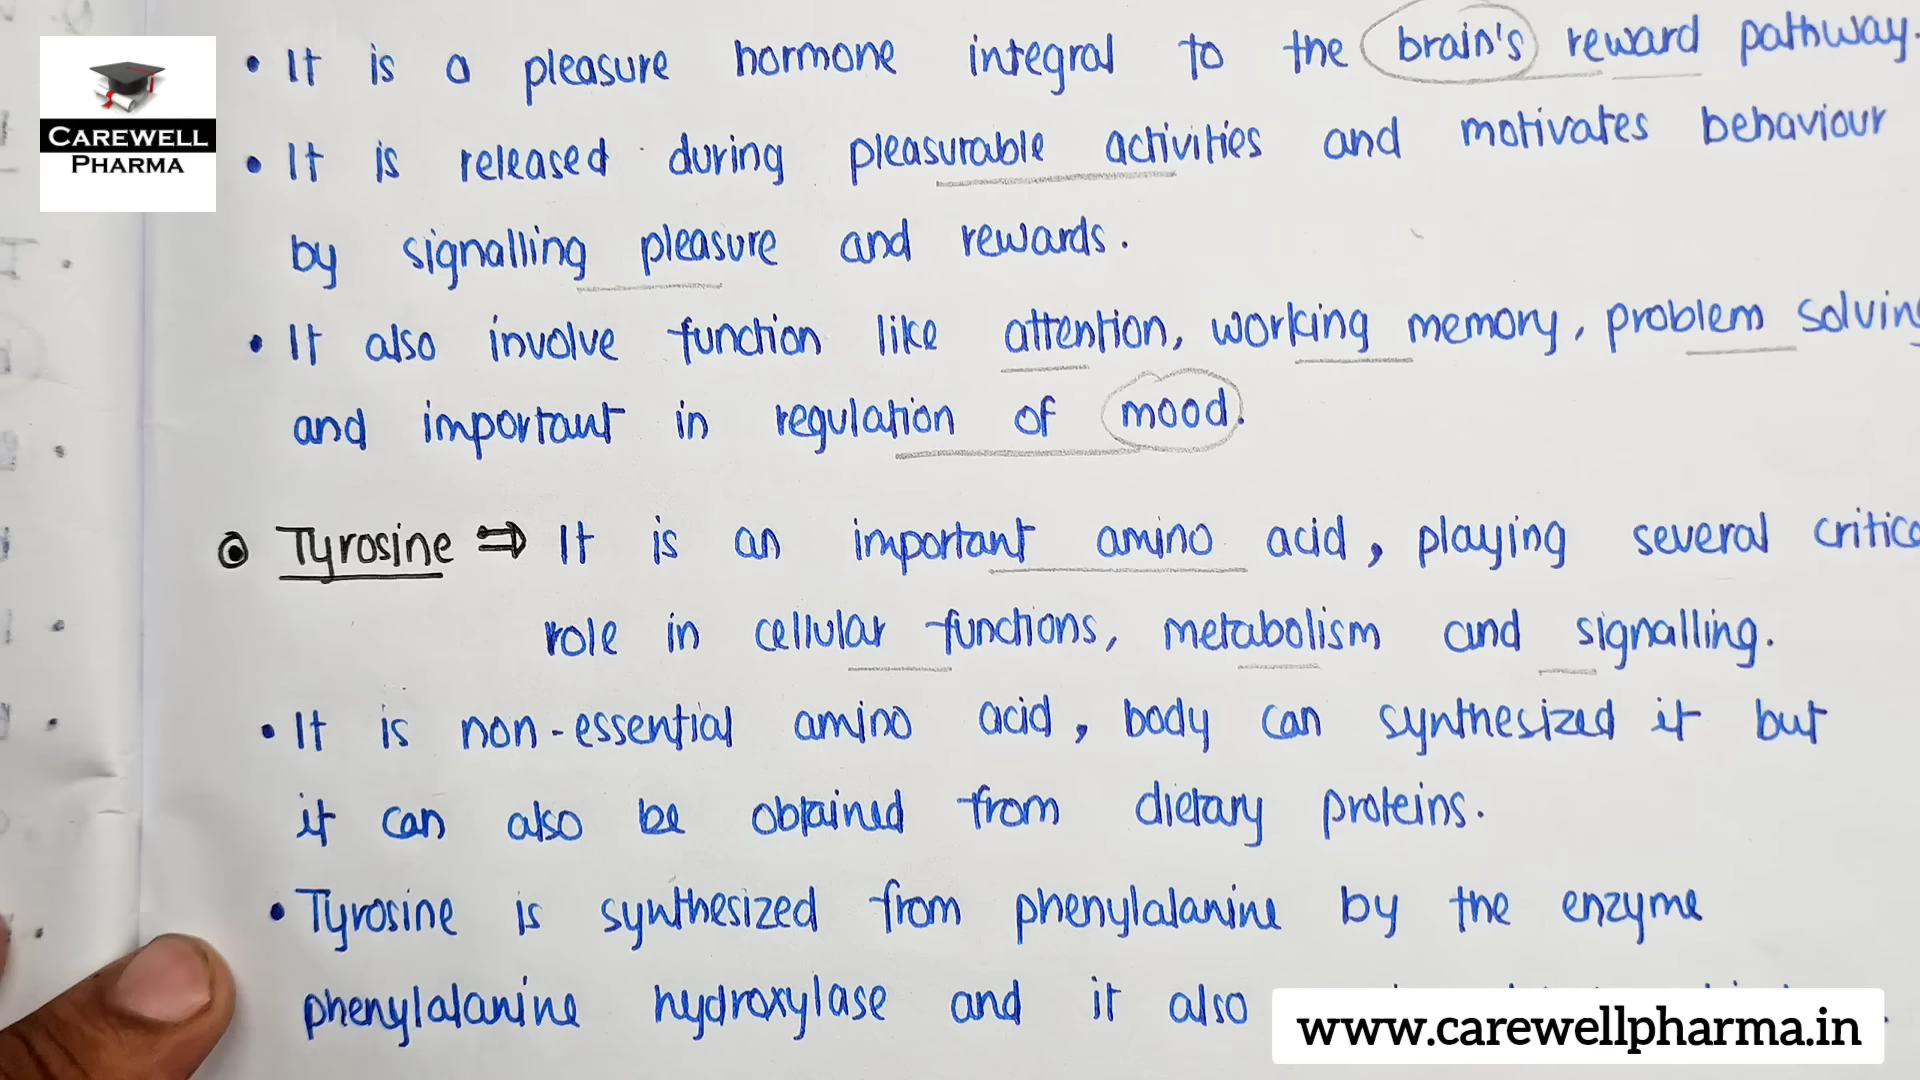 CAREWELL
PHARMA
• It is a pleasure hormone integral to the brain's reward pathway.
• It is released during pleasurable activities and motivates behaviour
by signalling pleasure and rewards.
• It also involve function like attention, working memory, problem solving
and important in regulation of mood.
Tyrosine ⇒ It is an important amino acid, playing several critica
role in cellular functions, metabolism and signalling.
• It is non-essential amino acid, body can synthesized it but
it can also be obtained from dietary proteins.
• Tyrosine is synthesized from phenylalanine by the enzyme
phenylalanine hydroxylase and it also
www.carewellpharma.in